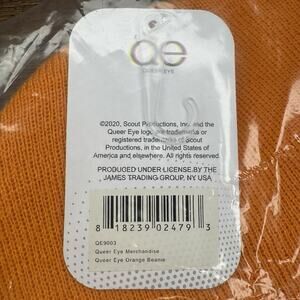 qe
QUEER EYE
©2020, Scout Productions, Inc. and the
Queer Eye logo are trademarks or
registered trademarks of Scout
Productions, in the United States of
America and elsewhere. All rights reserved.
PRODUCED UNDER LICENSE BY THE
JAMES TRADING GROUP, NY USA
8 18239 02479 3
QE9003
Queer Eye Merchandise
Queer Eye Orange Beanie